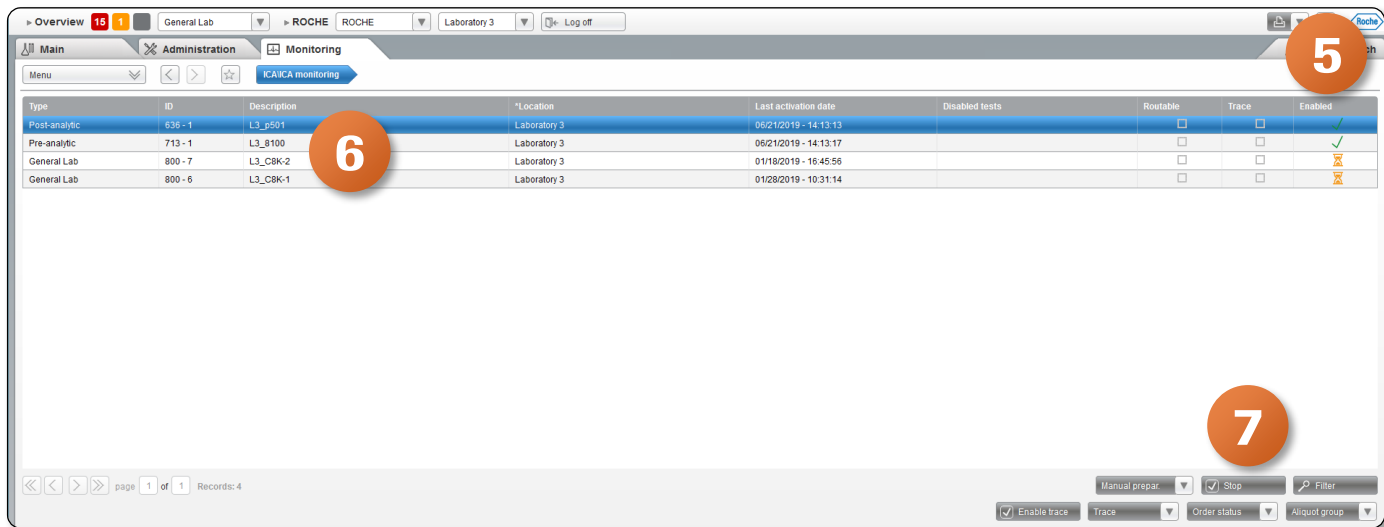 Overview 15 1 General Lab ROCHE ROCHE Laboratory 3 Log off Roche
Main Administration Monitoring
5
Menu ICA\ICA monitoring
Type ID Description *Location Last activation date Disabled tests Routable Trace Enabled
Post-analytic 636 - 1 L3_p501 Laboratory 3 06/21/2019 - 14:13:13
Pre-analytic 713 - 1 L3_8100 Laboratory 3 06/21/2019 - 14:13:17
6
General Lab 800 - 7 L3_C8K-2 Laboratory 3 01/18/2019 - 16:45:56
General Lab 800 - 6 L3_C8K-1 Laboratory 3 01/28/2019 - 10:31:14
7
page 1 of 1 Records: 4 Manual prepar. Stop Filter
Enable trace Trace Order status Aliquot group